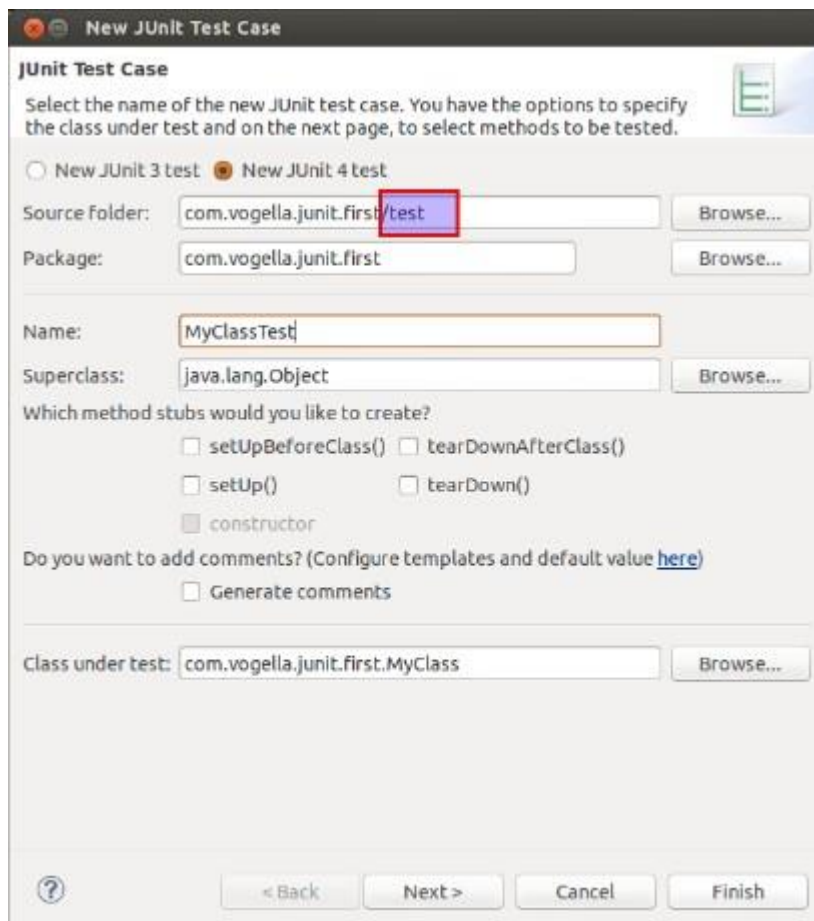 New JUnit Test Case
JUnit Test Case
Select the name of the new JUnit test case. You have the options to specify
the class under test and on the next page, to select methods to be tested.
New JUnit 3 test New JUnit 4 test
Source folder: com.vogella.junit.first/test Browse...
Package: com.vogella.junit.first Browse...
Name: MyClassTest
Superclass: java.lang.Object Browse...
Which method stubs would you like to create?
setUpBeforeClass() tearDownAfterClass()
setUp() tearDown()
constructor
Do you want to add comments? (Configure templates and default value here)
Generate comments
Class under test: com.vogella.junit.first.MyClass Browse...
? < Back Next > Cancel Finish